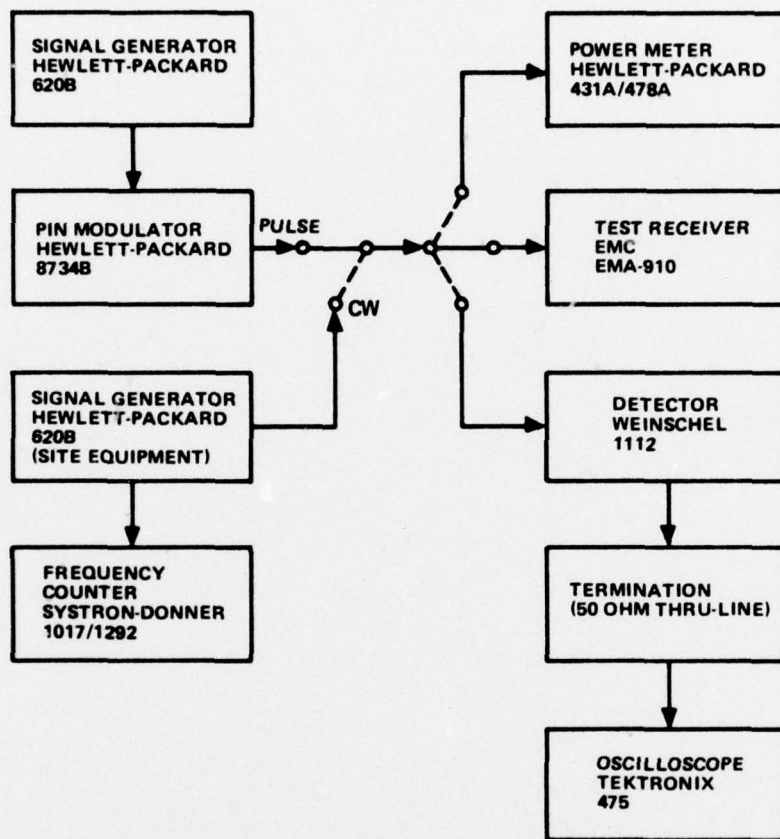 SIGNAL GENERATOR
HEWLETT-PACKARD
620B
POWER METER
HEWLETT-PACKARD
431A/478A
PIN MODULATOR
HEWLETT-PACKARD
8734B
PULSE
TEST RECEIVER
EMC
EMA-910
CW
SIGNAL GENERATOR
HEWLETT-PACKARD
620B
(SITE EQUIPMENT)
DETECTOR
WEINSCHEL
1112
FREQUENCY
COUNTER
SYSTRON-DONNER
1017/1292
TERMINATION
(50 OHM THRU-LINE)
OSCILLOSCOPE
TEKTRONIX
475